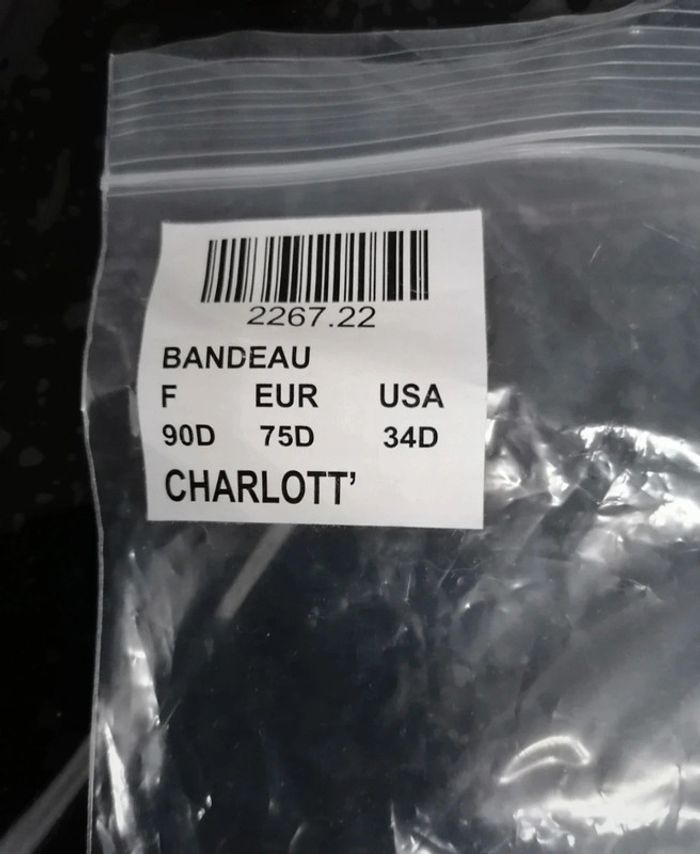 2267.22
BANDEAU
F EUR USA
90D 75D 34D
CHARLOTT’